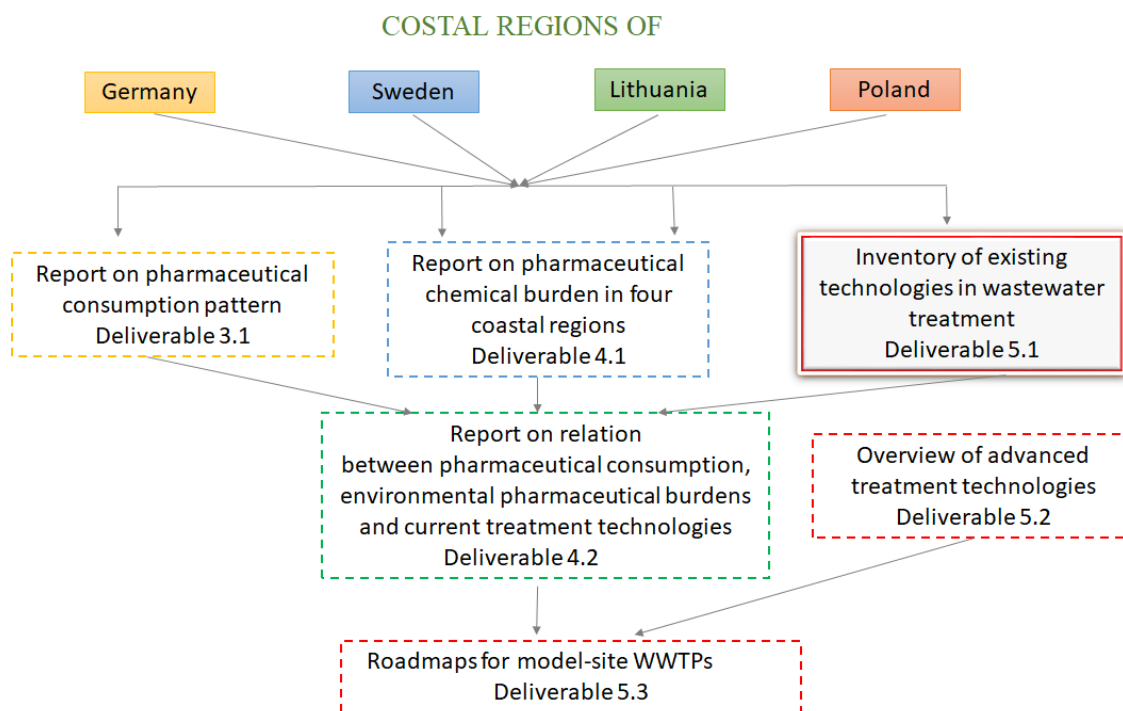 COSTAL REGIONS OF
Germany
Sweden
Lithuania
Poland
Report on pharmaceutical
consumption pattern
Deliverable 3.1
Report on pharmaceutical
chemical burden in four
coastal regions
Deliverable 4.1
Inventory of existing
technologies in wastewater
treatment
Deliverable 5.1
Report on relation
between pharmaceutical consumption,
environmental pharmaceutical burdens
and current treatment technologies
Deliverable 4.2
Overview of advanced
treatment technologies
Deliverable 5.2
Roadmaps for model-site WWTPs
Deliverable 5.3